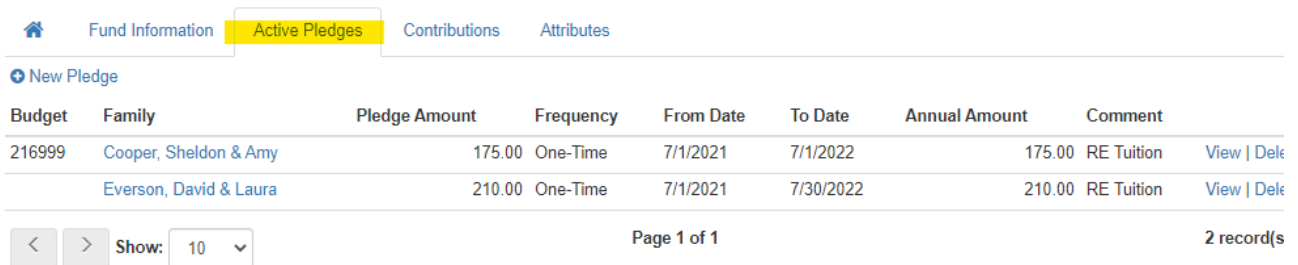 Fund Information Active Pledges Contributions Attributes
New Pledge
Budget Family Pledge Amount Frequency From Date To Date Annual Amount Comment
216999 Cooper, Sheldon & Amy 175.00 One-Time 7/1/2021 7/1/2022 175.00 RE Tuition View | Dele
Everson, David & Laura 210.00 One-Time 7/1/2021 7/30/2022 210.00 RE Tuition View | Dele
< > Show: 10 Page 1 of 1 2 record(s